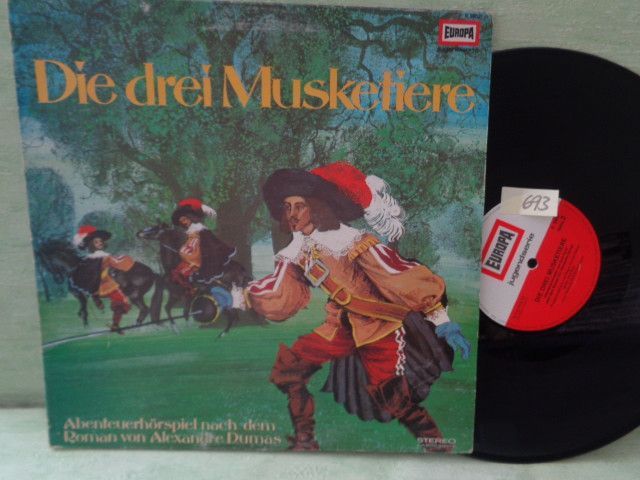 EUROPA
Die drei Musketiere
Abenteuerhörspiel nach dem
Roman von Alexandre Dumas
STEREO
693
EUROPA
jugendserie
DIE DREI MUSKETIERE